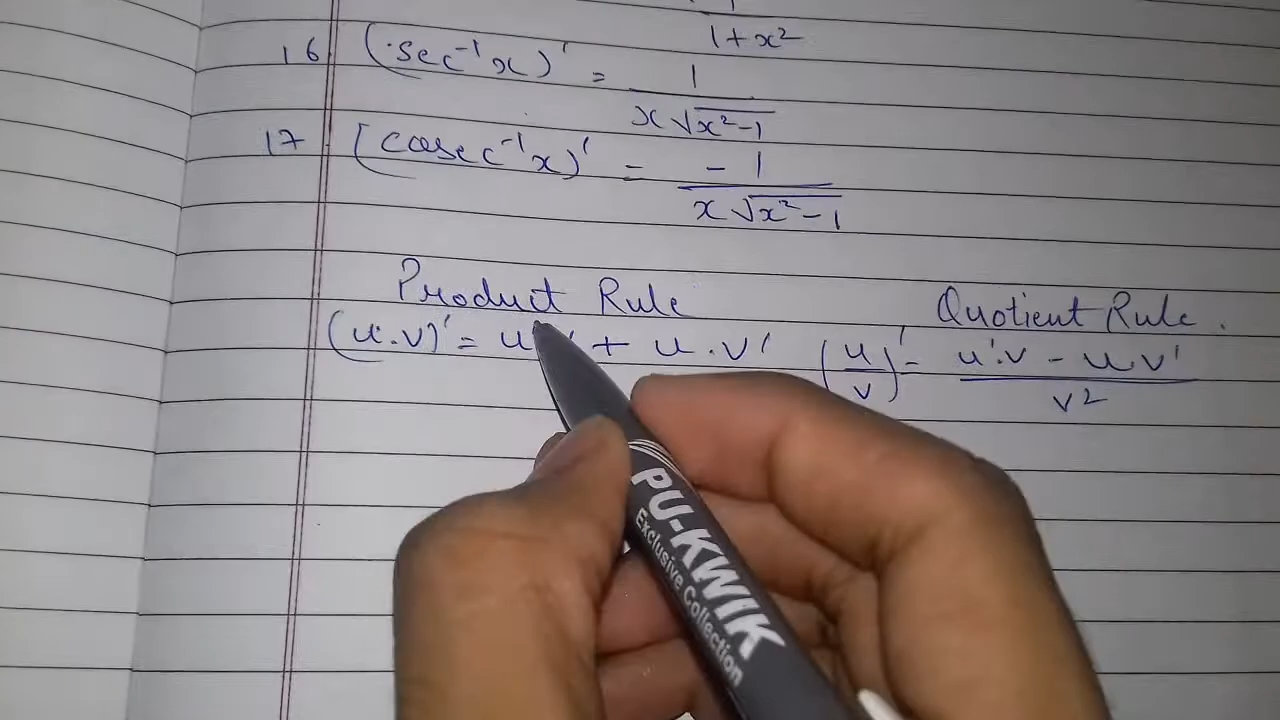 1 + x²
16 (sec⁻¹x)' = 1 / x√x²-1
17 (cosec⁻¹x)' = -1 / x√x²-1
Product Rule
(u.v)' = u ' + u.v'
Quotient Rule.
(u/v)' = u'.v - u.v' / v²
PU-KWIK
Exclusive Collection